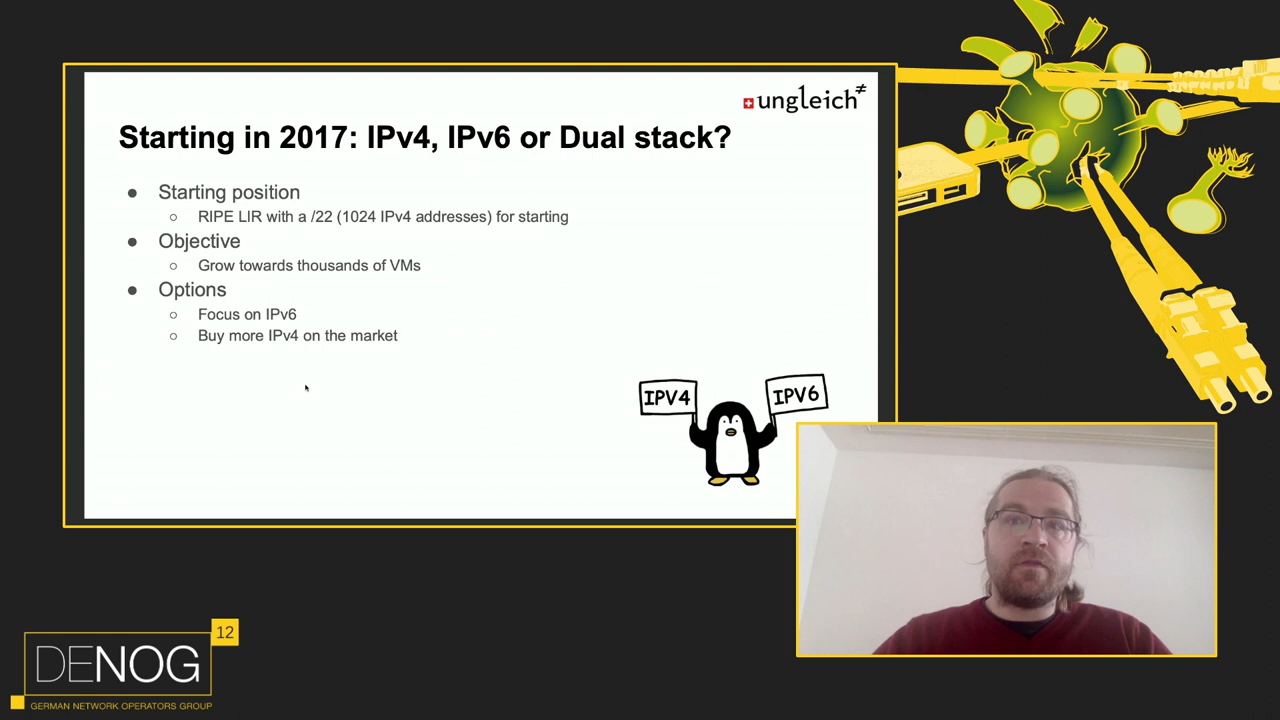 ungleich≠
Starting in 2017: IPv4, IPv6 or Dual stack?
● Starting position
○ RIPE LIR with a /22 (1024 IPv4 addresses) for starting
● Objective
○ Grow towards thousands of VMs
● Options
○ Focus on IPv6
○ Buy more IPv4 on the market
IPV4
IPV6
12
DENOG
GERMAN NETWORK OPERATORS GROUP